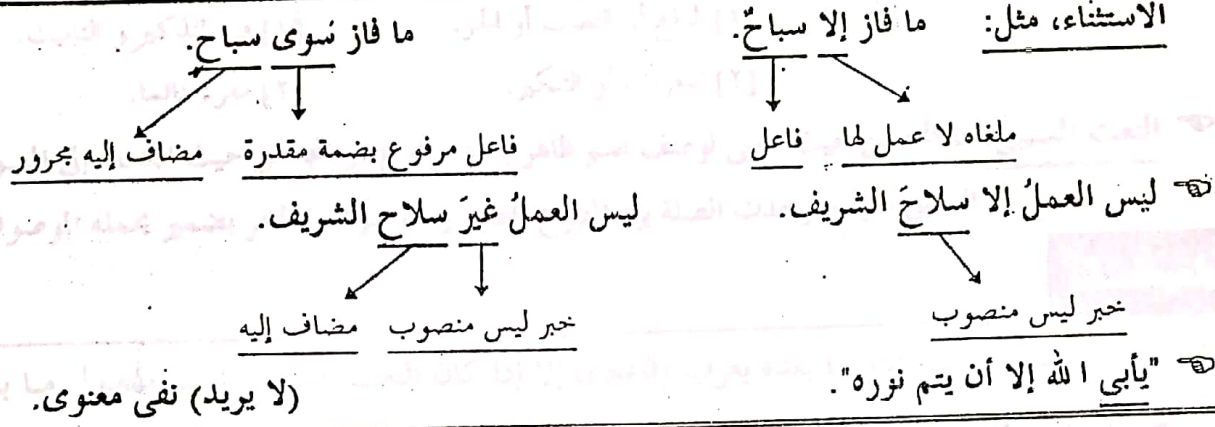 الاستثناء، مثل: ما فاز إلا سباحٌ. ما فاز سوى سباح.
ملغاه لا عمل لها فاعل فاعل مرفوع بضمة مقدرة مضاف إليه مجرور
ليس العملُ إلا سلاحَ الشريف. ليس العملُ غيرَ سلاح الشريف.
خبر ليس منصوب خبر ليس منصوب مضاف إليه
"يأبى الله إلا أن يتم نوره". (لا يريد) نفى معنوى.